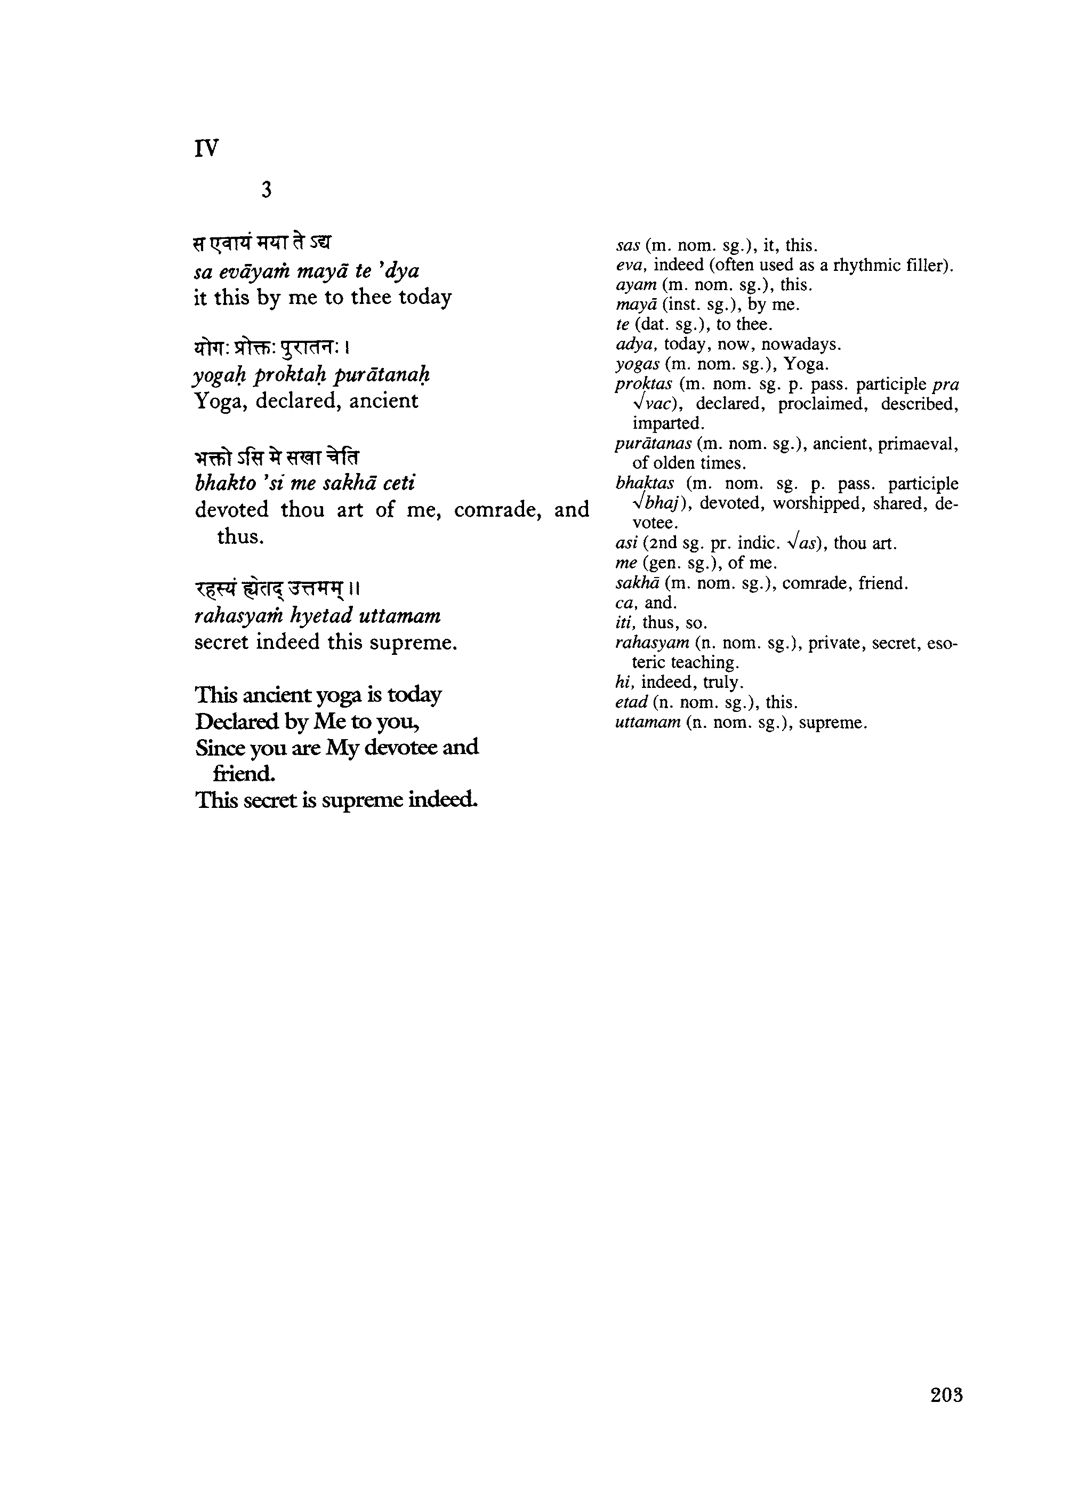 IV
3
स एवायं मया ते ऽद्य
sa evāyaṁ mayā te 'dya
it this by me to thee today
योगः प्रोक्तः पुरातनः ।
yogaḥ proktaḥ purātanaḥ
Yoga, declared, ancient
भक्तो ऽसि मे सखा चेति
bhakto 'si me sakhā ceti
devoted thou art of me, comrade, and
thus.
रहस्यं ह्येतद् उत्तमम् ।।
rahasyaṁ hyetad uttamam
secret indeed this supreme.
This ancient yoga is today
Declared by Me to you,
Since you are My devotee and
friend.
This secret is supreme indeed.
sas (m. nom. sg.), it, this.
eva, indeed (often used as a rhythmic filler).
ayam (m. nom. sg.), this.
mayā (inst. sg.), by me.
te (dat. sg.), to thee.
adya, today, now, nowadays.
yogas (m. nom. sg.), Yoga.
proktas (m. nom. sg. p. pass. participle pra
√vac), declared, proclaimed, described,
imparted.
purātanas (m. nom. sg.), ancient, primaeval,
of olden times.
bhaktas (m. nom. sg. p. pass. participle
√bhaj), devoted, worshipped, shared, de-
votee.
asi (2nd sg. pr. indic. √as), thou art.
me (gen. sg.), of me.
sakhā (m. nom. sg.), comrade, friend.
ca, and.
iti, thus, so.
rahasyam (n. nom. sg.), private, secret, eso-
teric teaching.
hi, indeed, truly.
etad (n. nom. sg.), this.
uttamam (n. nom. sg.), supreme.
203